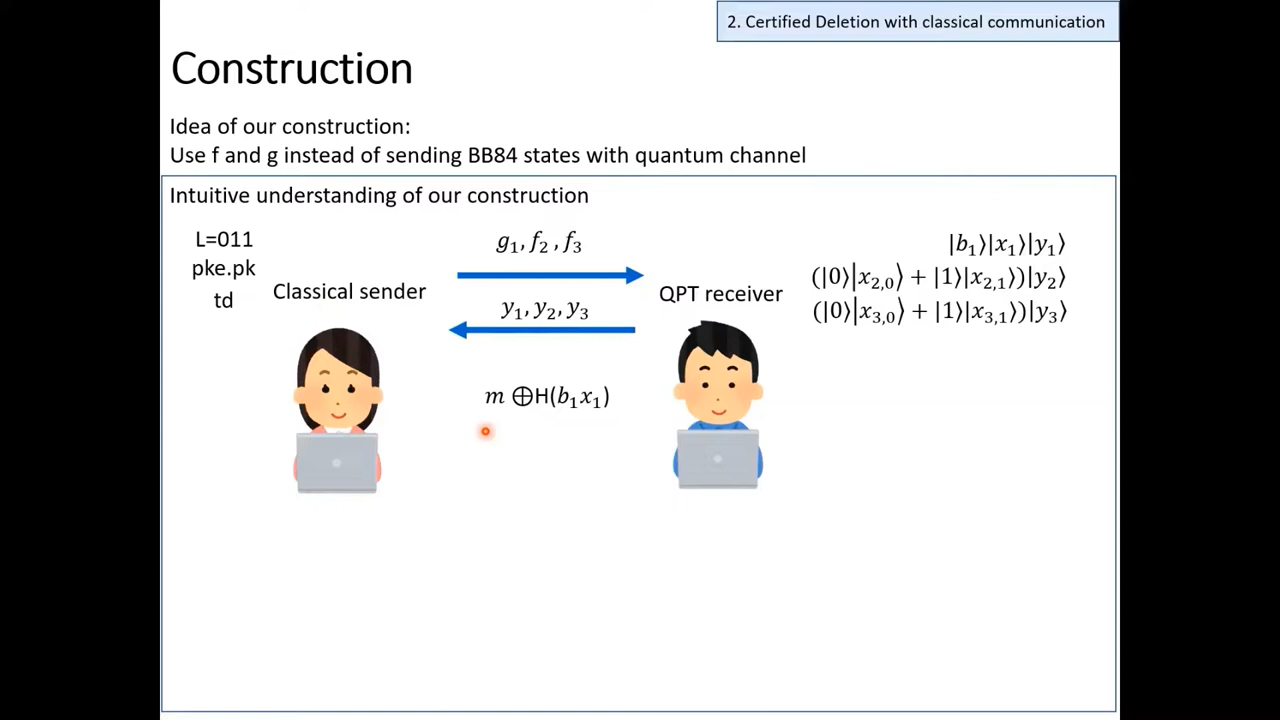 2. Certified Deletion with classical communication
Construction
Idea of our construction:
Use f and g instead of sending BB84 states with quantum channel
Intuitive understanding of our construction
L=011
pke.pk
td
Classical sender
g₁, f₂ , f₃
y₁, y₂, y₃
m ⊕H(b₁x₁)
QPT receiver
|b₁⟩|x₁⟩|y₁⟩
(|0⟩|x₂,₀⟩ + |1⟩|x₂,₁⟩)|y₂⟩
(|0⟩|x₃,₀⟩ + |1⟩|x₃,₁⟩)|y₃⟩